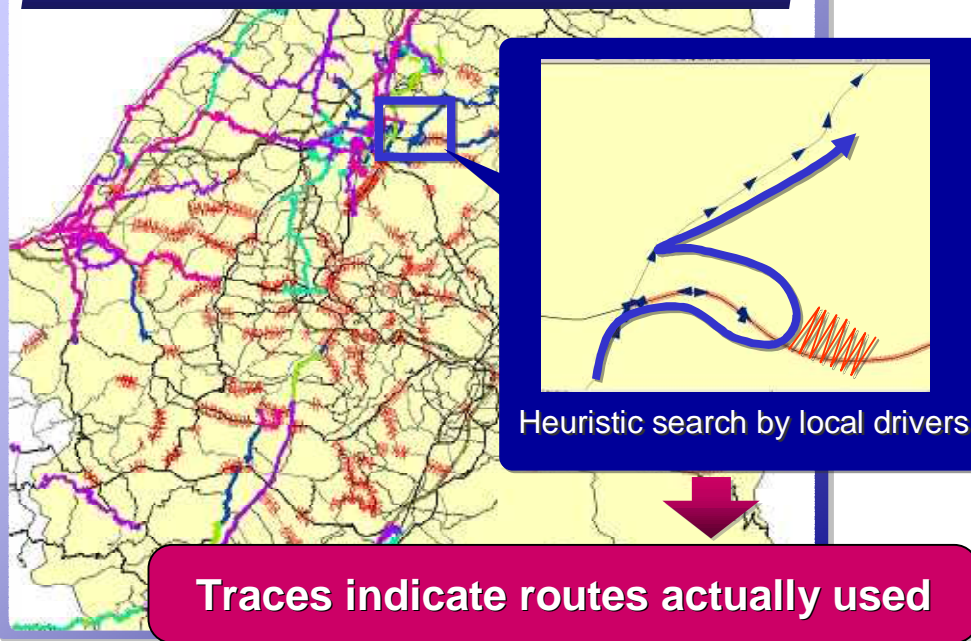 Heuristic search by local drivers
Traces indicate routes actually used